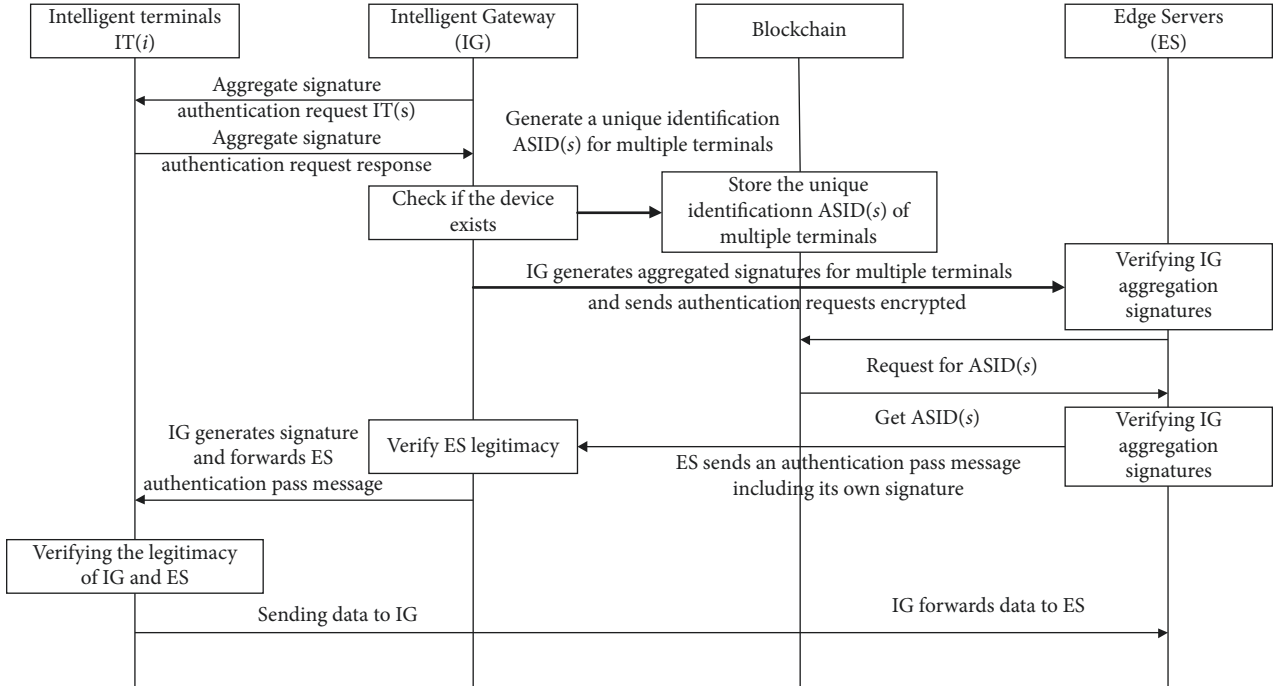 Intelligent terminals
IT(i)
Intelligent Gateway
(IG)
Blockchain
Edge Servers
(ES)
Aggregate signature
authentication request IT(s)
Aggregate signature
authentication request response
Generate a unique identification
ASID(s) for multiple terminals
Check if the device
exists
Store the unique
identificationn ASID(s) of
multiple terminals
IG generates aggregated signatures for multiple terminals
and sends authentication requests encrypted
Verifying IG
aggregation
signatures
Request for ASID(s)
Get ASID(s)
Verifying IG
aggregation
signatures
IG generates signature
and forwards ES
authentication pass message
Verify ES legitimacy
ES sends an authentication pass message
including its own signature
Verifying the legitimacy
of IG and ES
Sending data to IG
IG forwards data to ES